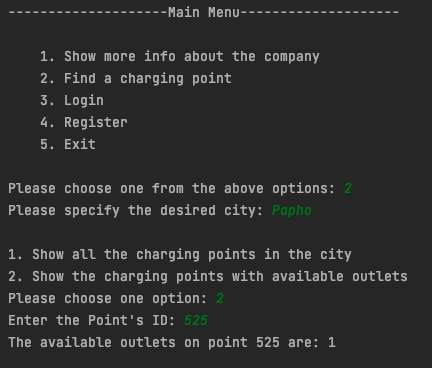 --------------------Main Menu--------------------
1. Show more info about the company
2. Find a charging point
3. Login
4. Register
5. Exit
Please choose one from the above options: 2
Please specify the desired city: Papho
1. Show all the charging points in the city
2. Show the charging points with available outlets
Please choose one option: 2
Enter the Point's ID: 525
The available outlets on point 525 are: 1